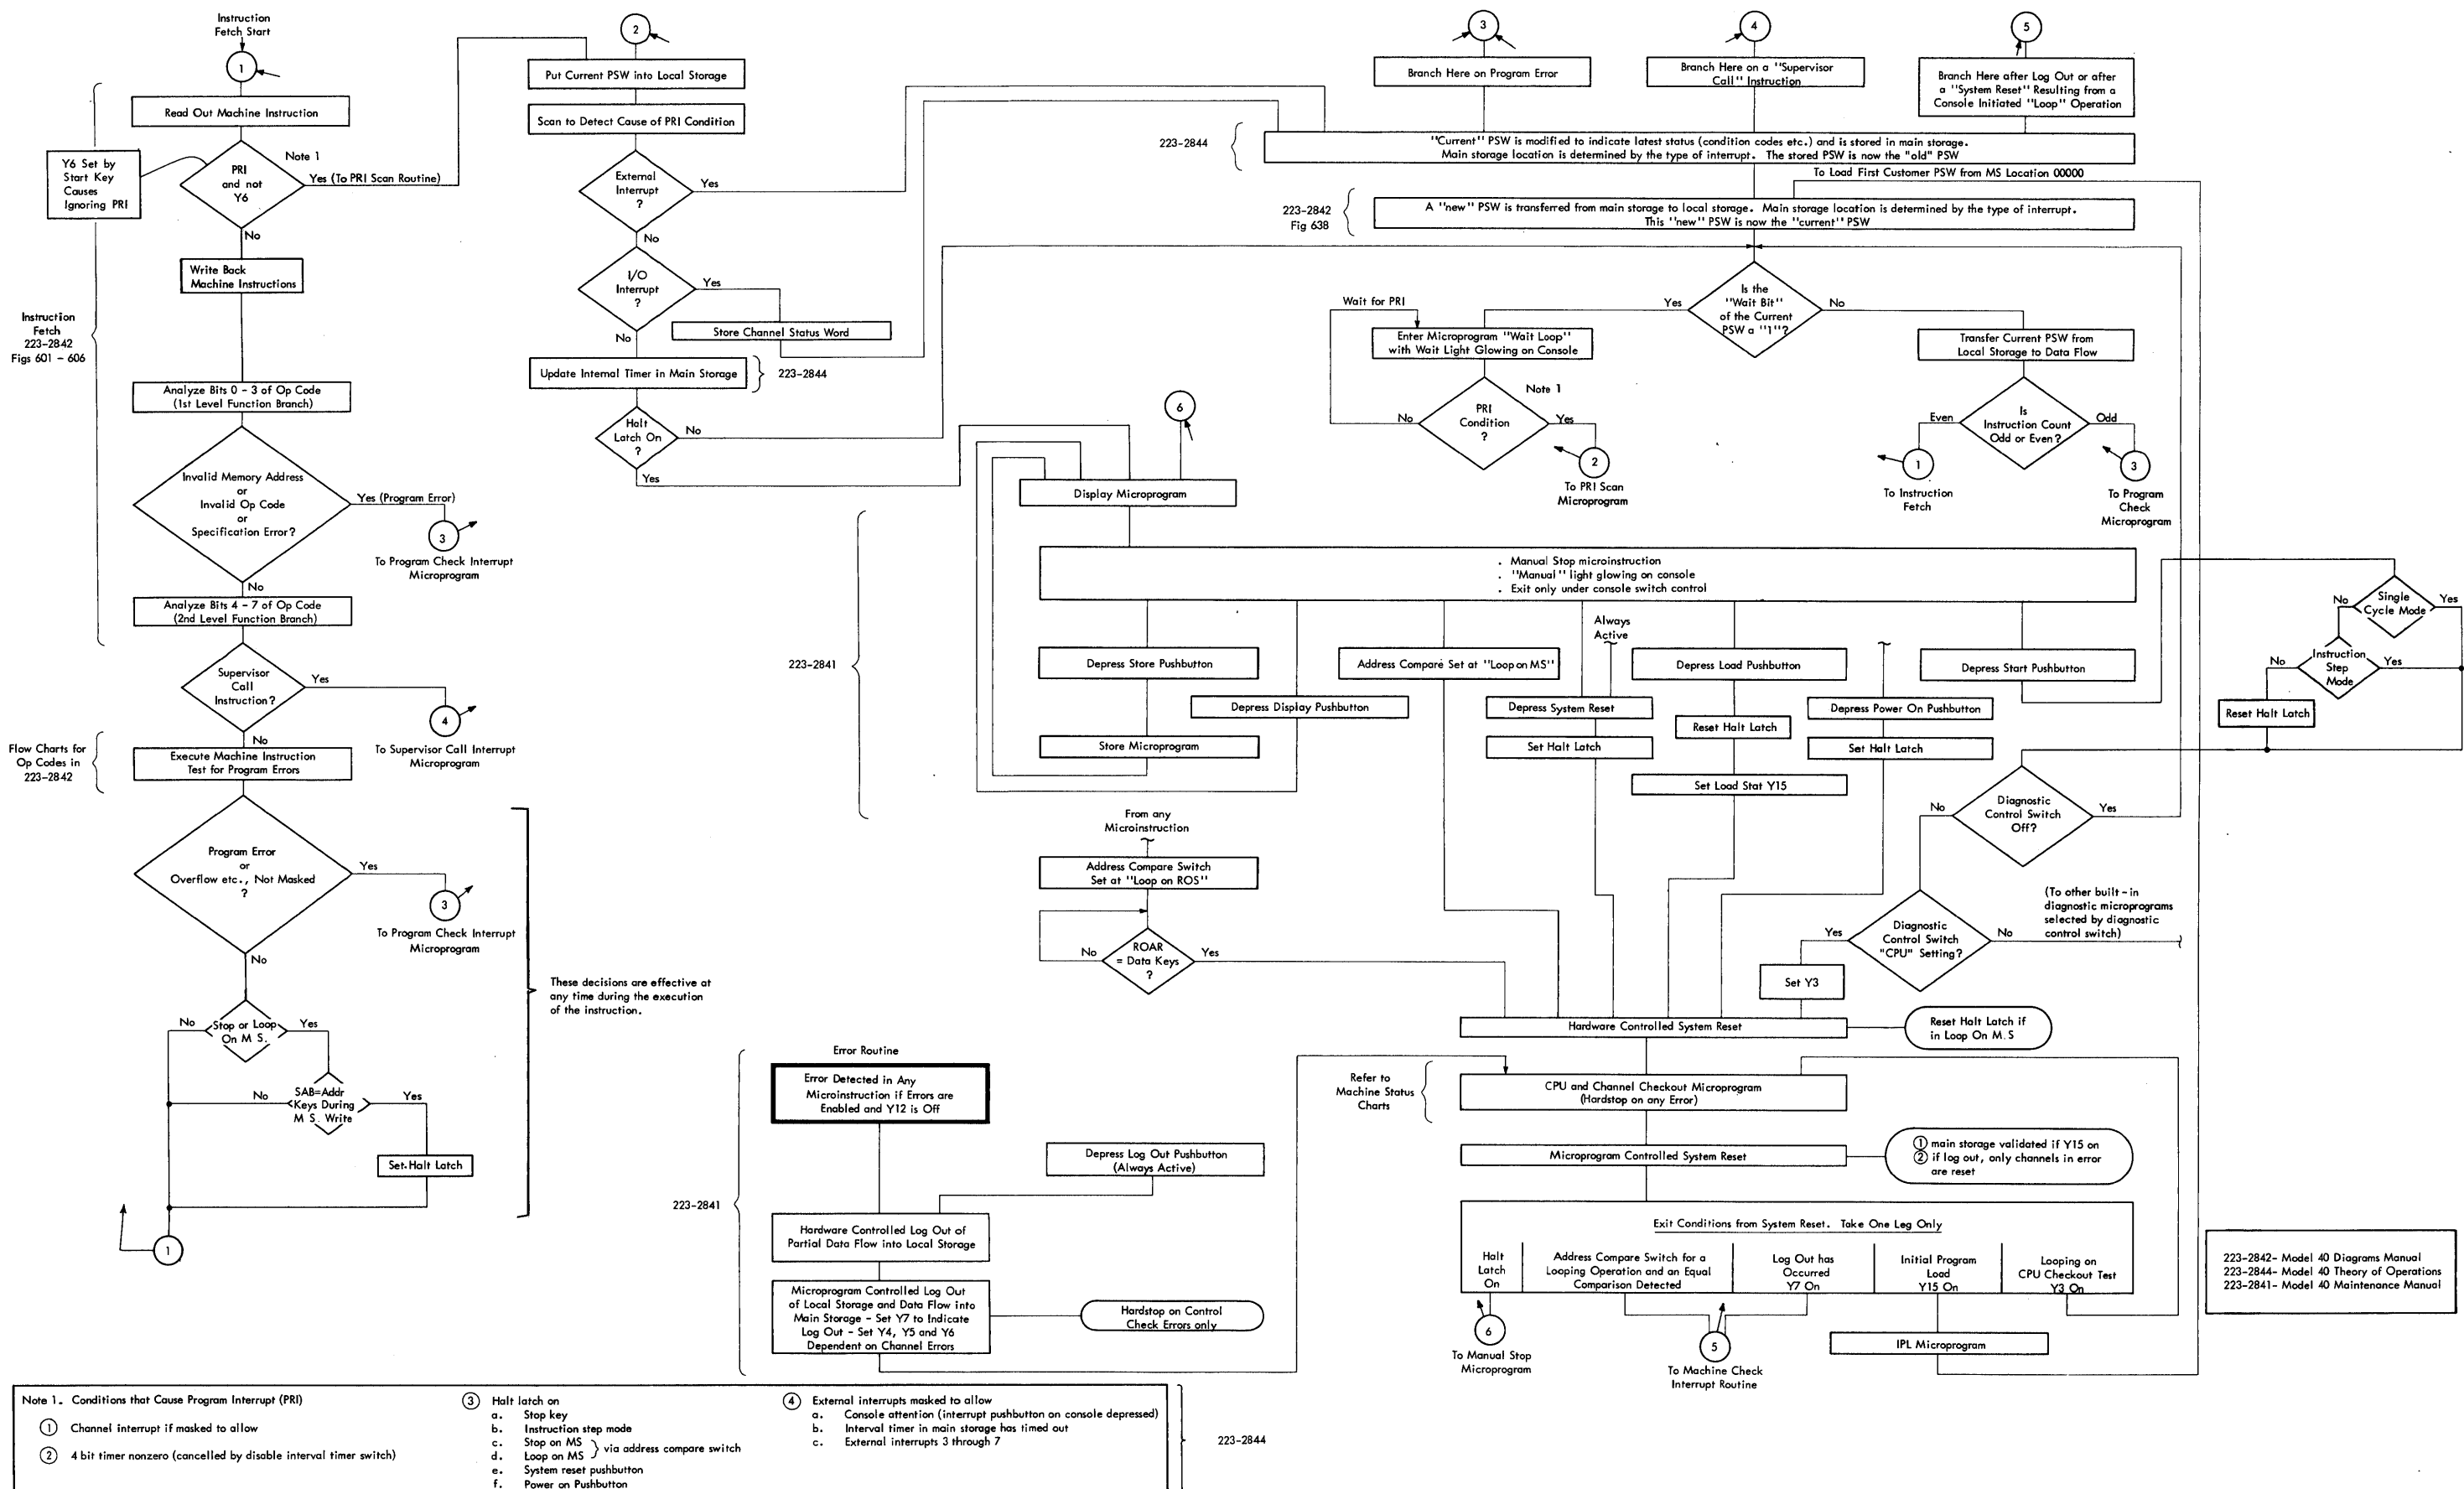 Instruction
Fetch Start
1
Read Out Machine Instruction
Y6 Set by
Start Key
Causes
Ignoring PRI
PRI
and not
Y6
Note 1
Yes (To PRI Scan Routine)
No
Write Back
Machine Instructions
Instruction
Fetch
223-2842
Figs 601 - 606
Analyze Bits 0 - 3 of Op Code
(1st Level Function Branch)
Invalid Memory Address
or
Invalid Op Code
or
Specification Error?
Yes (Program Error)
3
To Program Check Interrupt
Microprogram
No
Analyze Bits 4 - 7 of Op Code
(2nd Level Function Branch)
Supervisor
Call
Instruction?
Yes
4
To Supervisor Call Interrupt
Microprogram
No
Flow Charts for
Op Codes in
223-2842
Execute Machine Instruction
Test for Program Errors
Program Error
or
Overflow etc., Not Masked
?
Yes
3
To Program Check Interrupt
Microprogram
No
These decisions are effective at
any time during the execution
of the instruction.
No
Stop or Loop
On M S.
Yes
No
SAB=Addr
Keys During
M S. Write
Yes
Set.Halt Latch
1
2
Put Current PSW into Local Storage
Scan to Detect Cause of PRI Condition
External
Interrupt
?
Yes
No
I/O
Interrupt
?
Yes
Store Channel Status Word
No
Update Internal Timer in Main Storage
223-2844
Halt
Latch On
?
No
Yes
3
Branch Here on Program Error
4
Branch Here on a "Supervisor
Call" Instruction
5
Branch Here after Log Out or after
a "System Reset" Resulting from a
Console Initiated "Loop" Operation
223-2844
"Current" PSW is modified to indicate latest status (condition codes etc.) and is stored in main storage.
Main storage location is determined by the type of interrupt. The stored PSW is now the "old" PSW
To Load First Customer PSW from MS Location 00000
223-2842
Fig 638
A "new" PSW is transferred from main storage to local storage. Main storage location is determined by the type of interrupt.
This "new" PSW is now the "current" PSW
Is the
"Wait Bit"
of the Current
PSW a "1"?
Yes
No
Wait for PRI
Enter Microprogram "Wait Loop"
with Wait Light Glowing on Console
Note 1
PRI
Condition
?
No
Yes
2
To PRI Scan
Microprogram
Transfer Current PSW from
Local Storage to Data Flow
Is
Instruction Count
Odd or Even?
Even
Odd
1
To Instruction
Fetch
3
To Program
Check
Microprogram
6
Display Microprogram
223-2841
. Manual Stop microinstruction
. "Manual" light glowing on console
. Exit only under console switch control
Depress Store Pushbutton
Depress Display Pushbutton
Store Microprogram
Address Compare Set at "Loop on MS"
Always
Active
Depress System Reset
Set Halt Latch
Depress Load Pushbutton
Reset Halt Latch
Set Load Stat Y15
Depress Power On Pushbutton
Set Halt Latch
Depress Start Pushbutton
Single
Cycle Mode
No
Yes
Instruction
Step
Mode
No
Yes
Reset Halt Latch
Diagnostic
Control Switch
Off?
No
Yes
Diagnostic
Control Switch
"CPU" Setting?
Yes
No
(To other built-in
diagnostic microprograms
selected by diagnostic
control switch)
Set Y3
From any
Microinstruction
Address Compare Switch
Set at "Loop on ROS"
ROAR
= Data Keys
?
No
Yes
Hardware Controlled System Reset
Reset Halt Latch if
in Loop On M.S
Refer to
Machine Status
Charts
CPU and Channel Checkout Microprogram
(Hardstop on any Error)
Microprogram Controlled System Reset
1 main storage validated if Y15 on
2 if log out, only channels in error
are reset
Exit Conditions from System Reset. Take One Leg Only
Halt
Latch
On
Address Compare Switch for a
Looping Operation and an Equal
Comparison Detected
Log Out has
Occurred
Y7 On
Initial Program
Load
Y15 On
Looping on
CPU Checkout Test
Y3 On
6
To Manual Stop
Microprogram
5
To Machine Check
Interrupt Routine
IPL Microprogram
Error Routine
Error Detected in Any
Microinstruction if Errors are
Enabled and Y12 is Off
Depress Log Out Pushbutton
(Always Active)
223-2841
Hardware Controlled Log Out of
Partial Data Flow into Local Storage
Microprogram Controlled Log Out
of Local Storage and Data Flow into
Main Storage - Set Y7 to Indicate
Log Out - Set Y4, Y5 and Y6
Dependent on Channel Errors
Hardstop on Control
Check Errors only
223-2842- Model 40 Diagrams Manual
223-2844- Model 40 Theory of Operations
223-2841- Model 40 Maintenance Manual
Note 1. Conditions that Cause Program Interrupt (PRI)
1 Channel interrupt if masked to allow
2 4 bit timer nonzero (cancelled by disable interval timer switch)
3 Halt latch on
a. Stop key
b. Instruction step mode
c. Stop on MS
d. Loop on MS
via address compare switch
e. System reset pushbutton
f. Power on Pushbutton
4 External interrupts masked to allow
a. Console attention (interrupt pushbutton on console depressed)
b. Interval timer in main storage has timed out
c. External interrupts 3 through 7
223-2844